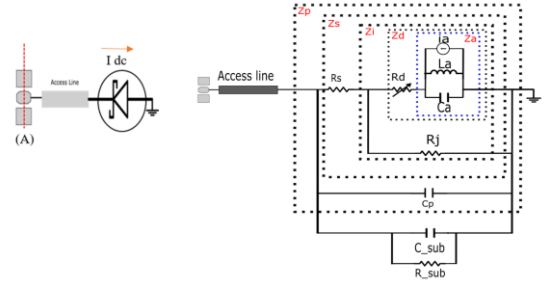 I dc
Access Line
(A)
Access line
Zp
Zs
Zi
Zd
Za
ia
La
Ca
Rs
Rd
Rj
Cp
C_sub
R_sub